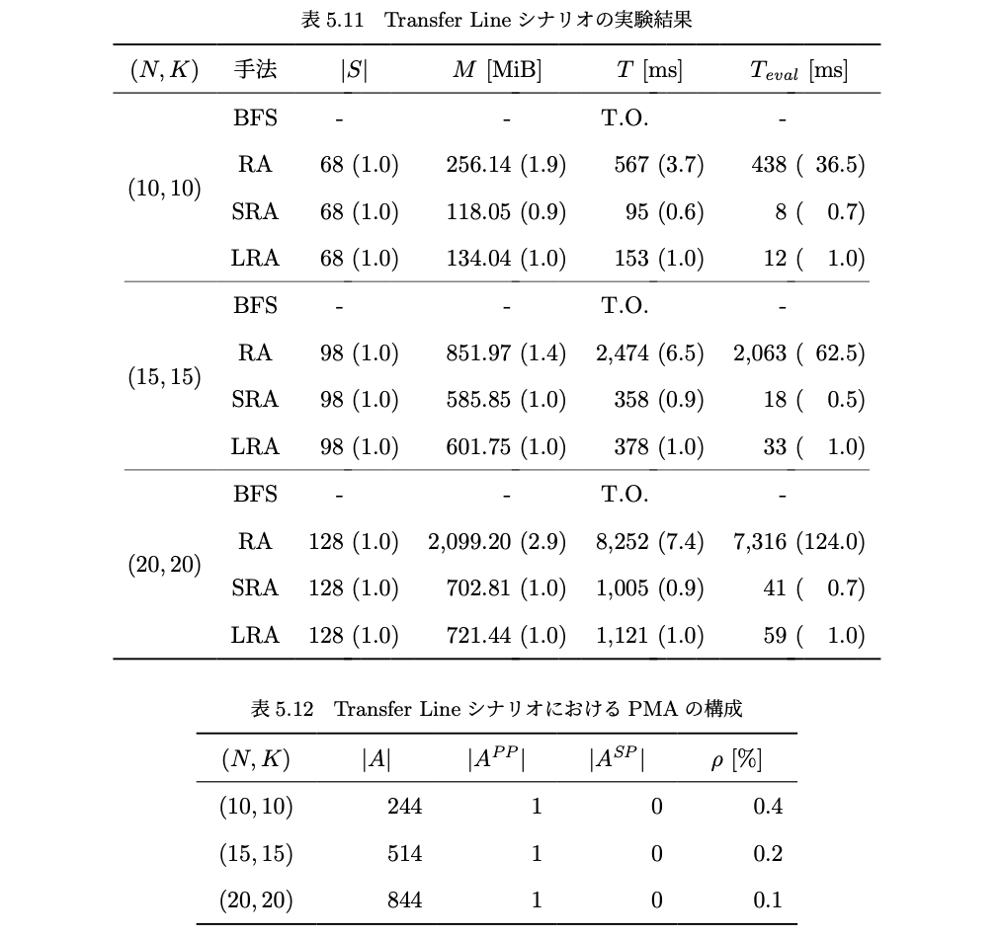 表 5.11 Transfer Line シナリオの実験結果
(N, K) 手法 |S| M [MiB] T [ms] T_eval [ms]
BFS - - T.O. -
RA 68 (1.0) 256.14 (1.9) 567 (3.7) 438 ( 36.5)
(10, 10)
SRA 68 (1.0) 118.05 (0.9) 95 (0.6) 8 ( 0.7)
LRA 68 (1.0) 134.04 (1.0) 153 (1.0) 12 ( 1.0)
BFS - - T.O. -
RA 98 (1.0) 851.97 (1.4) 2,474 (6.5) 2,063 ( 62.5)
(15, 15)
SRA 98 (1.0) 585.85 (1.0) 358 (0.9) 18 ( 0.5)
LRA 98 (1.0) 601.75 (1.0) 378 (1.0) 33 ( 1.0)
BFS - - T.O. -
RA 128 (1.0) 2,099.20 (2.9) 8,252 (7.4) 7,316 (124.0)
(20, 20)
SRA 128 (1.0) 702.81 (1.0) 1,005 (0.9) 41 ( 0.7)
LRA 128 (1.0) 721.44 (1.0) 1,121 (1.0) 59 ( 1.0)
表 5.12 Transfer Line シナリオにおける PMA の構成
(N, K) |A| |A^PP| |A^SP| ρ [%]
(10, 10) 244 1 0 0.4
(15, 15) 514 1 0 0.2
(20, 20) 844 1 0 0.1